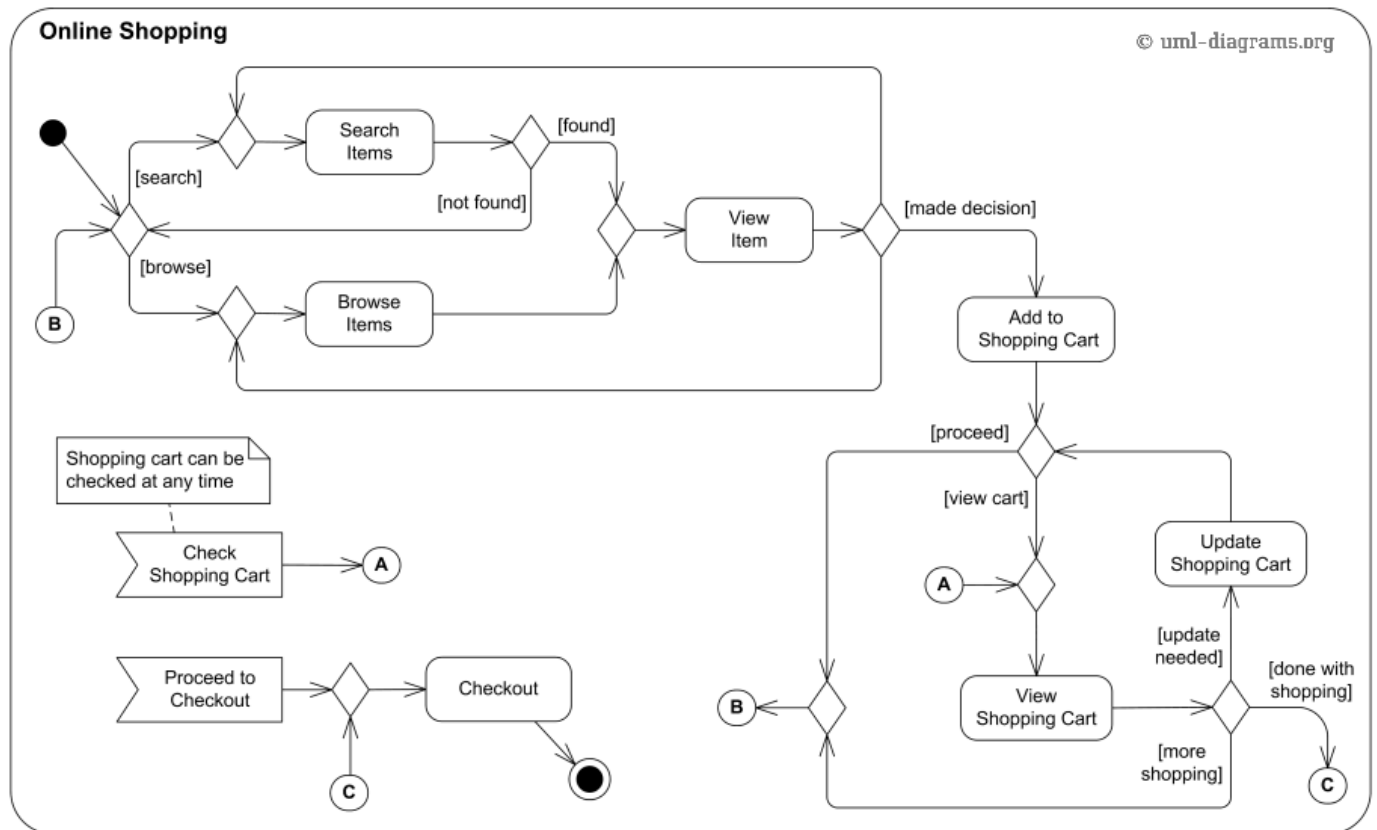 Online Shopping
© uml-diagrams.org
Search
Items
[found]
[search]
[not found]
View
Item
[made decision]
[browse]
Browse
Items
B
Add to
Shopping Cart
[proceed]
Shopping cart can be
checked at any time
[view cart]
Check
Shopping Cart
A
A
Update
Shopping Cart
[update
needed]
[done with
shopping]
Proceed to
Checkout
Checkout
B
View
Shopping Cart
[more
shopping]
C
C